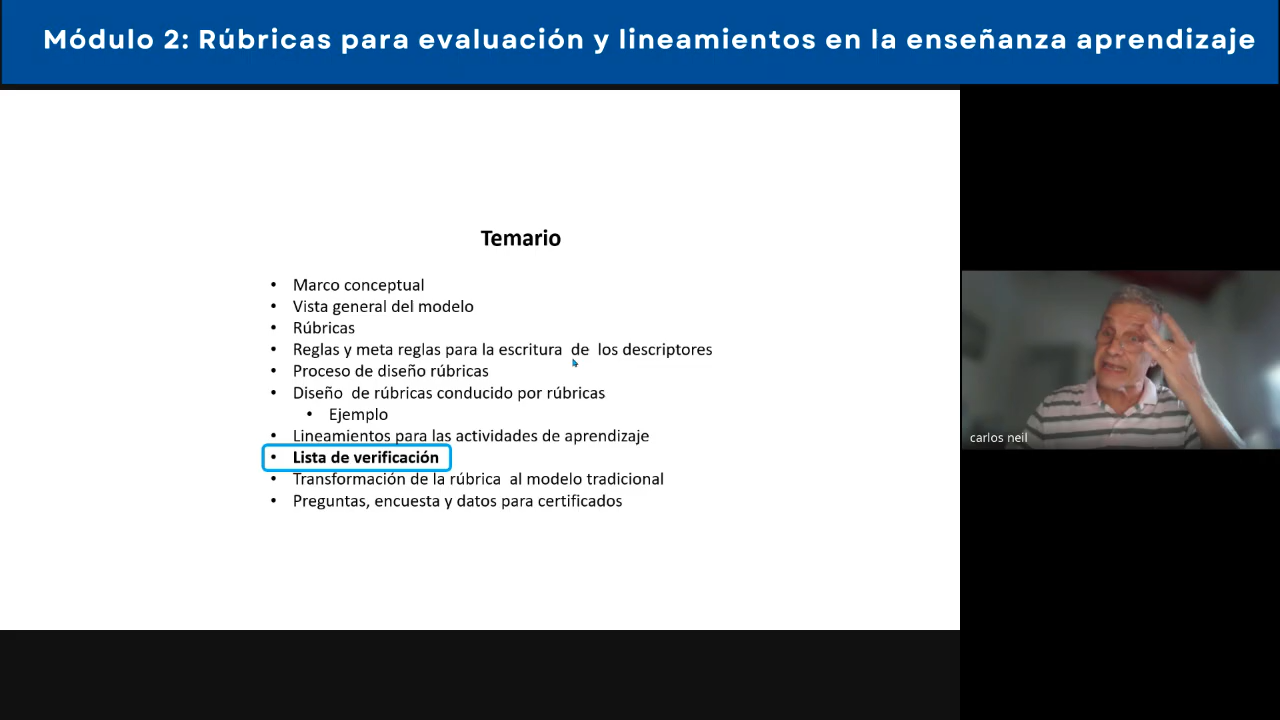 Módulo 2: Rúbricas para evaluación y lineamientos en la enseñanza aprendizaje
Temario
• Marco conceptual
• Vista general del modelo
• Rúbricas
• Reglas y meta reglas para la escritura de los descriptores
• Proceso de diseño rúbricas
• Diseño de rúbricas conducido por rúbricas
• Ejemplo
• Lineamientos para las actividades de aprendizaje
• Lista de verificación
• Transformación de la rúbrica al modelo tradicional
• Preguntas, encuesta y datos para certificados
carlos neil